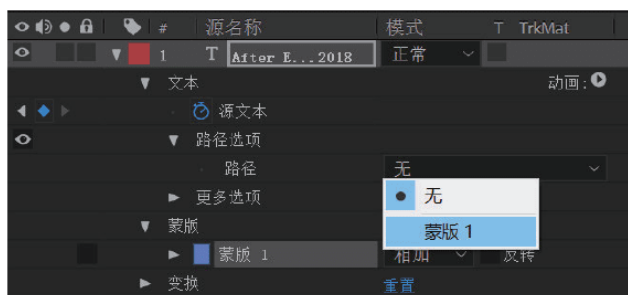 # 源名称 模式 T TrkMat
1 T After E...2018 正常
文本 动画:
源文本
路径选项
路径 无
更多选项 无
蒙版 蒙版 1
蒙版 1 相加 反转
变换 重置